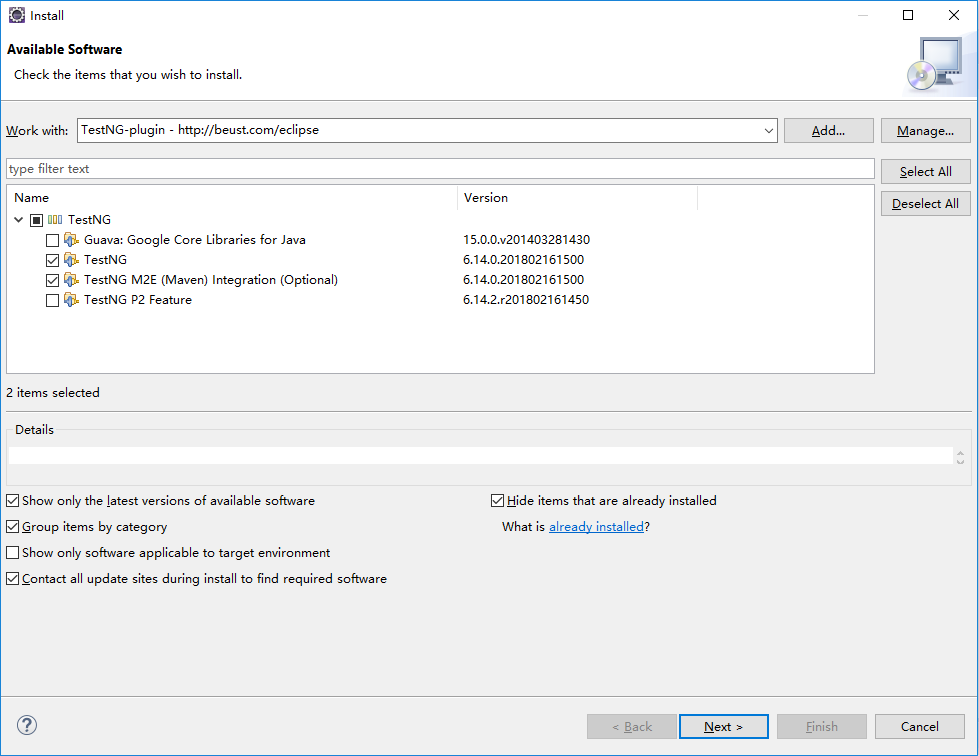 Install
Available Software
Check the items that you wish to install.
Work with: TestNG-plugin - http://beust.com/eclipse Add... Manage...
type filter text Select All
Deselect All
Name Version
TestNG
Guava: Google Core Libraries for Java 15.0.0.v201403281430
TestNG 6.14.0.201802161500
TestNG M2E (Maven) Integration (Optional) 6.14.0.201802161500
TestNG P2 Feature 6.14.2.r201802161450
2 items selected
Details
Show only the latest versions of available software Hide items that are already installed
Group items by category What is already installed?
Show only software applicable to target environment
Contact all update sites during install to find required software
? < Back Next > Finish Cancel